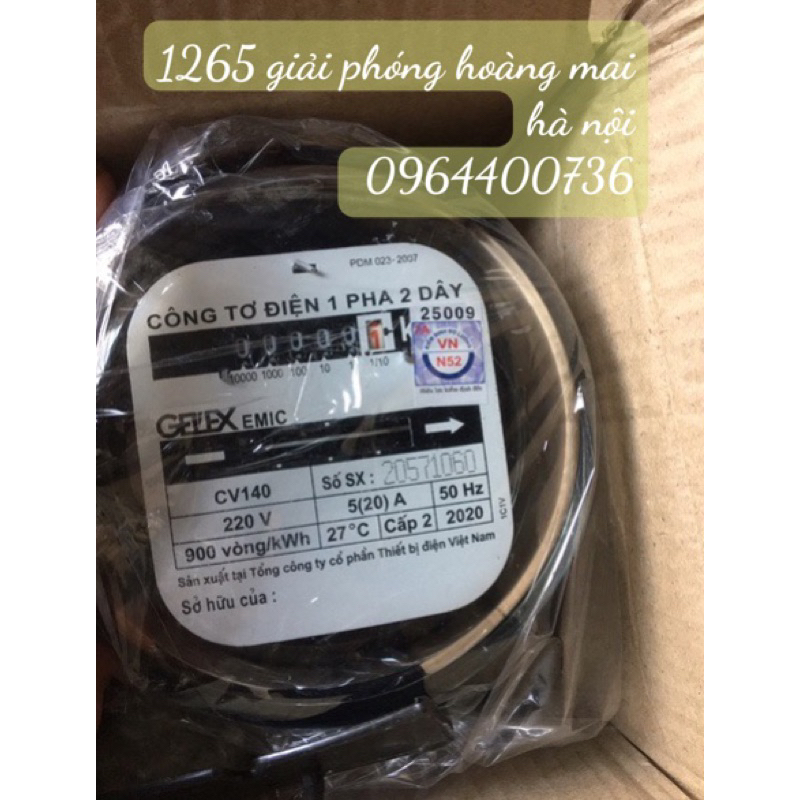 1265 giải phóng hoàng mai
hà nội
0964400736
PDM 023-2007
CÔNG TƠ ĐIỆN 1 PHA 2 DÂY
25009
VN
N52
10000 1000 100 10 1 1/10
GELEX EMIC
CV140
Số SX : 20571060
220 V
5(20) A
50 Hz
900 vòng/kWh
27°C
Cấp 2
2020
1C1V
Sản xuất tại Tổng công ty cổ phần Thiết bị điện Việt Nam
Sở hữu của :